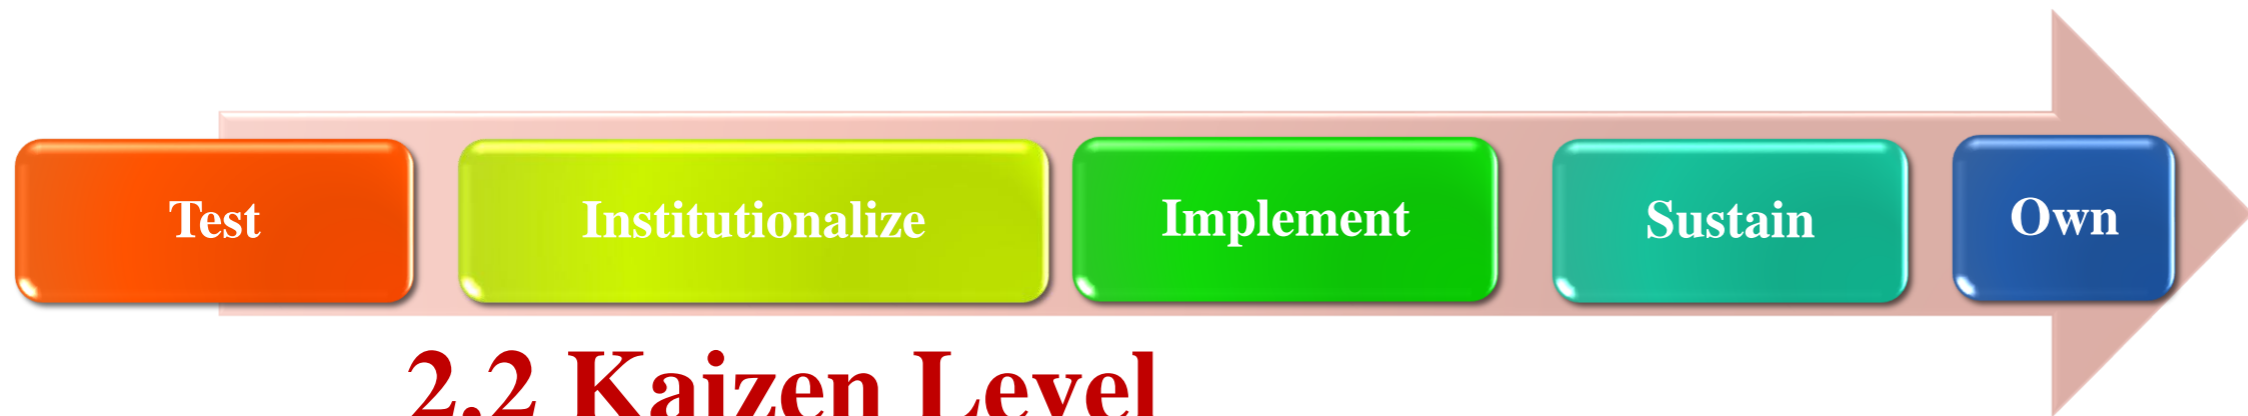 Test
Institutionalize
Implement
Sustain
Own
2.2 Kaizen Level